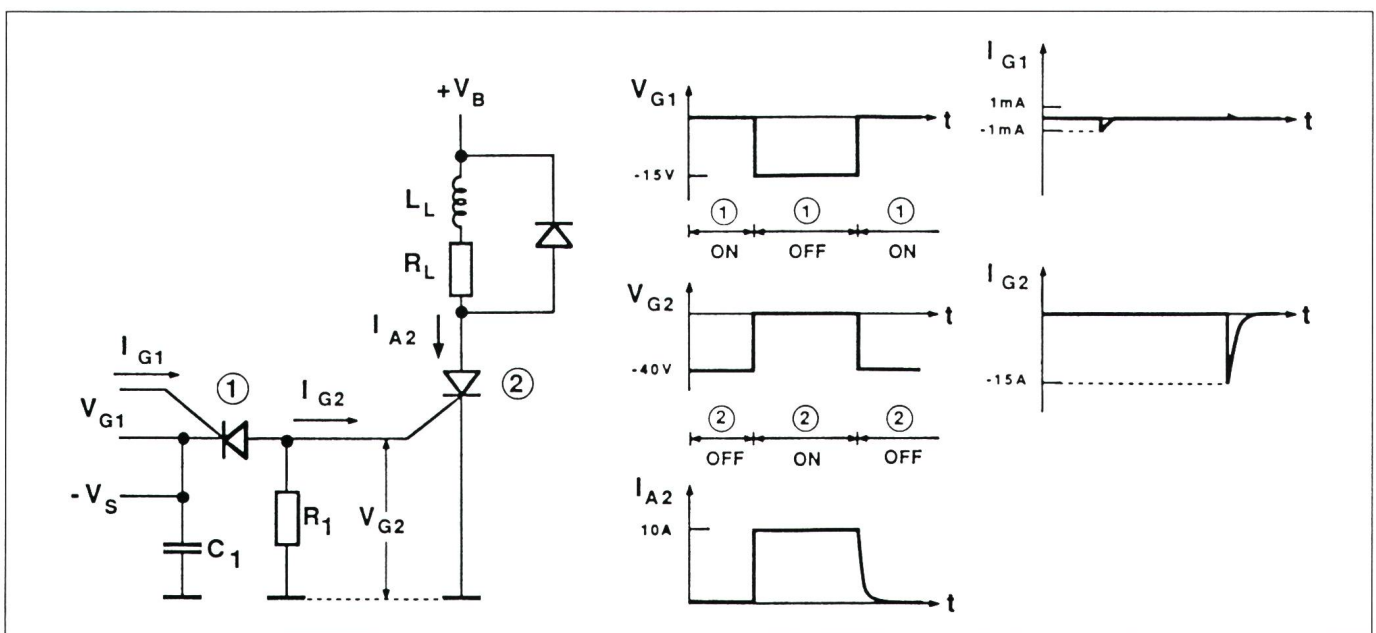 +V_B
L_L
R_L
I_A2
②
I_G1
①
I_G2
V_G1
-V_S
C_1
R_1
V_G2
V_G1
t
-15V
① ① ①
ON OFF ON
V_G2
t
-40V
② ② ②
OFF ON OFF
I_A2
10A
t
I_G1
1mA
-1mA
t
I_G2
t
-15A